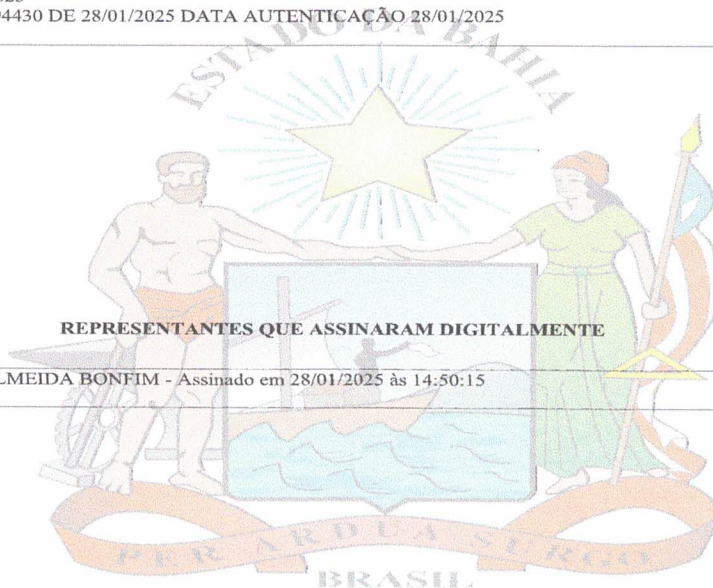 4430 DE 28/01/2025 DATA AUTENTICAÇÃO 28/01/2025
ESTADO DA BAHIA
REPRESENTANTES QUE ASSINARAM DIGITALMENTE
LMEIDA BONFIM - Assinado em 28/01/2025 às 14:50:15
PER ARDUA SURGO
BRASIL